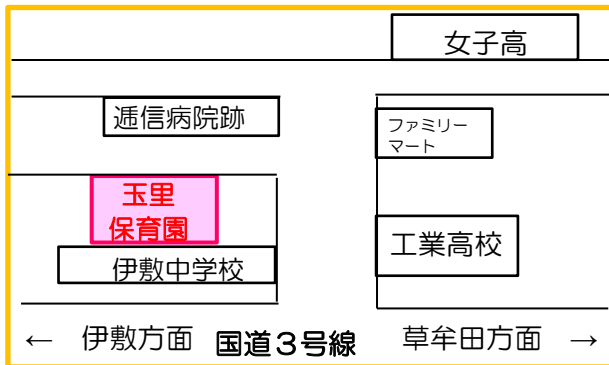 女子高
逓信病院跡
ファミリー
マート
玉里
保育園
伊敷中学校
工業高校
← 伊敷方面 国道3号線 草牟田方面 →